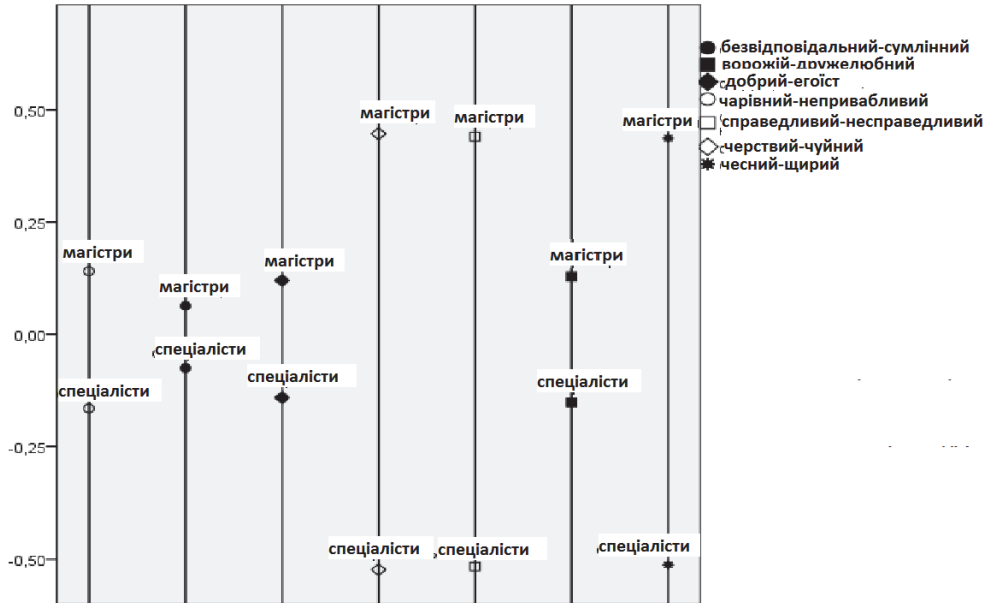 безвідповідальний-сумлінний
ворожій-дружелюбний
добрий-егоїст
чарівний-непривабливий
справедливий-несправедливий
черствий-чуйний
чесний-щирий
0,50
магістри
магістри
магістри
0,25
магістри
магістри
магістри
магістри
0,00
спеціалісти
спеціалісти
спеціалісти
спеціалісти
-0,25
-0,50
спеціалісти
спеціалісти
спеціалісти